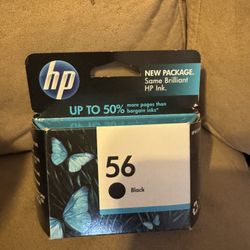 hp
NEW PACKAGE.
Same Brilliant
HP Ink.
UP TO 50% more pages than
bargain inks*
56
Black